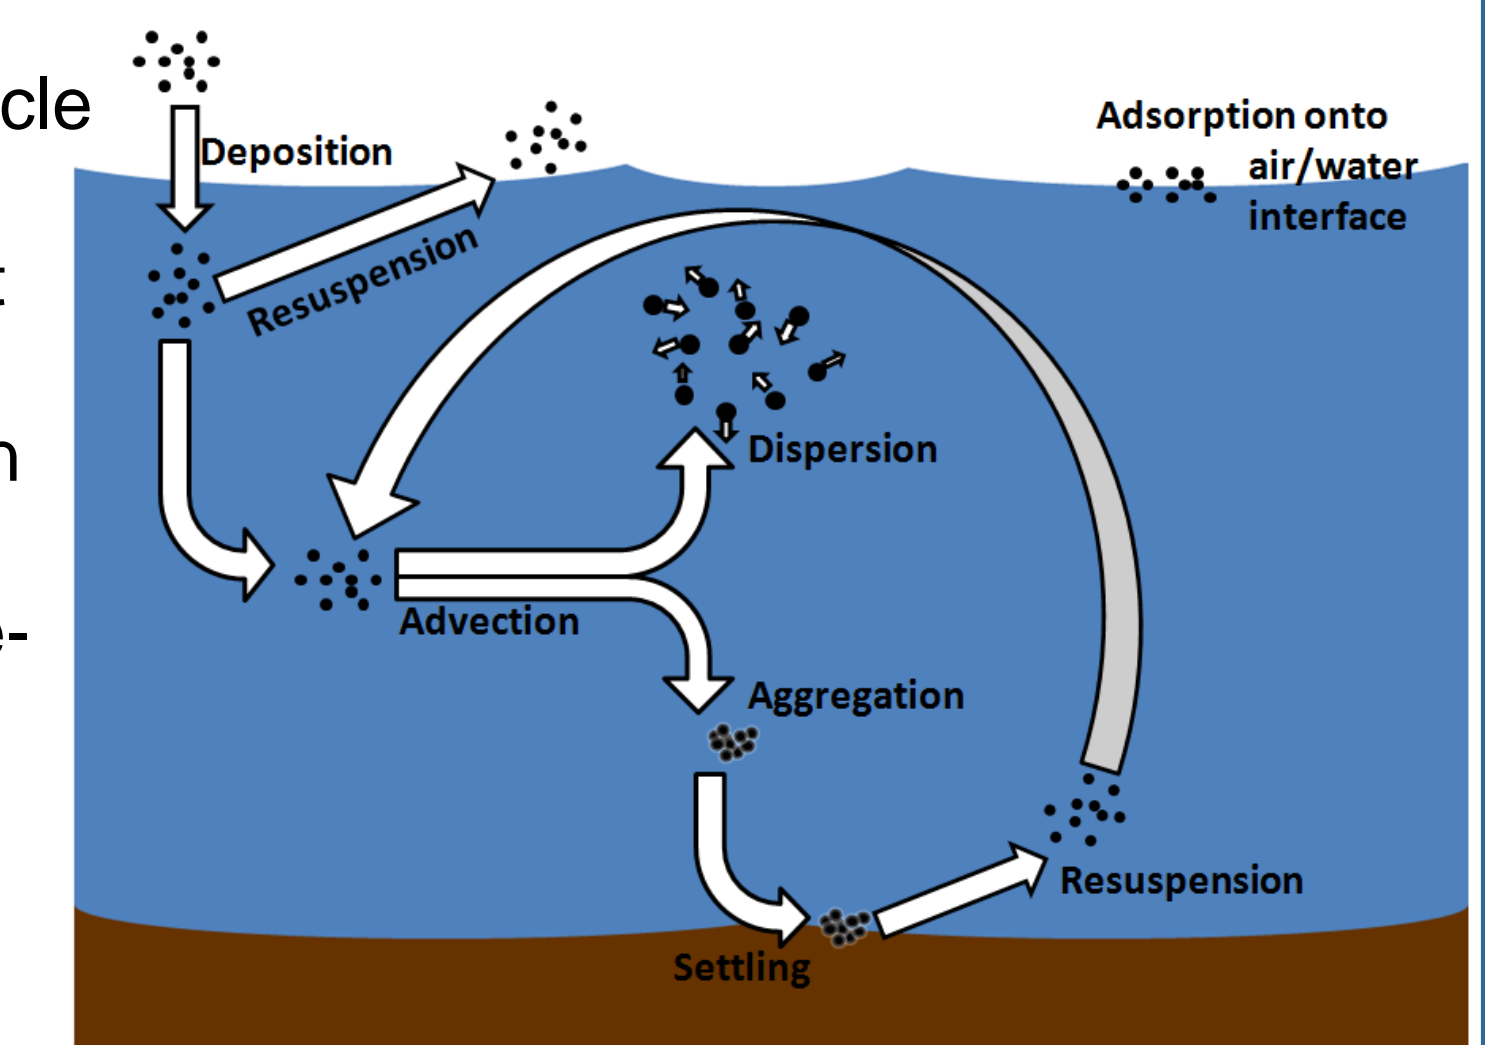 cle
Deposition
Adsorption onto
air/water
interface
Resuspension
t
Dispersion
n
Advection
e-
Aggregation
Resuspension
Settling